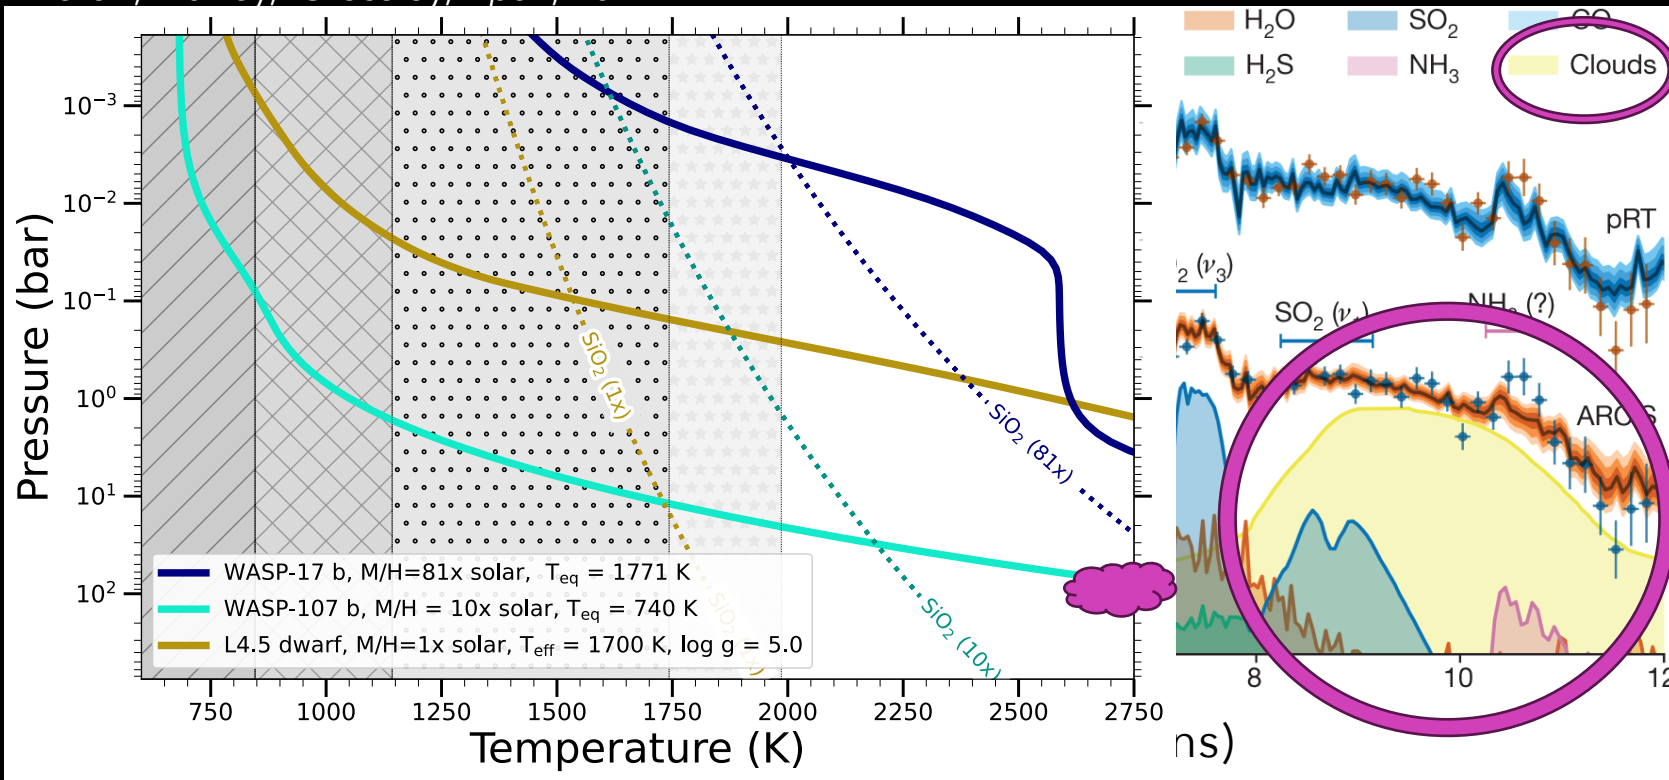 Pressure (bar)
10⁻³
10⁻²
10⁻¹
10⁰
10¹
10²
SiO₂ (1x)
SiO₂ (81x)
SiO₂ (10x)
WASP-17 b, M/H=81x solar, T_eq = 1771 K
WASP-107 b, M/H = 10x solar, T_eq = 740 K
L4.5 dwarf, M/H=1x solar, T_eff = 1700 K, log g = 5.0
750 1000 1250 1500 1750 2000 2250 2500 2750
Temperature (K)
H₂O SO₂
H₂S NH₃ Clouds
pRT
₂ (ν₃)
SO₂ (ν₁) (?)
8 10 12
ns)